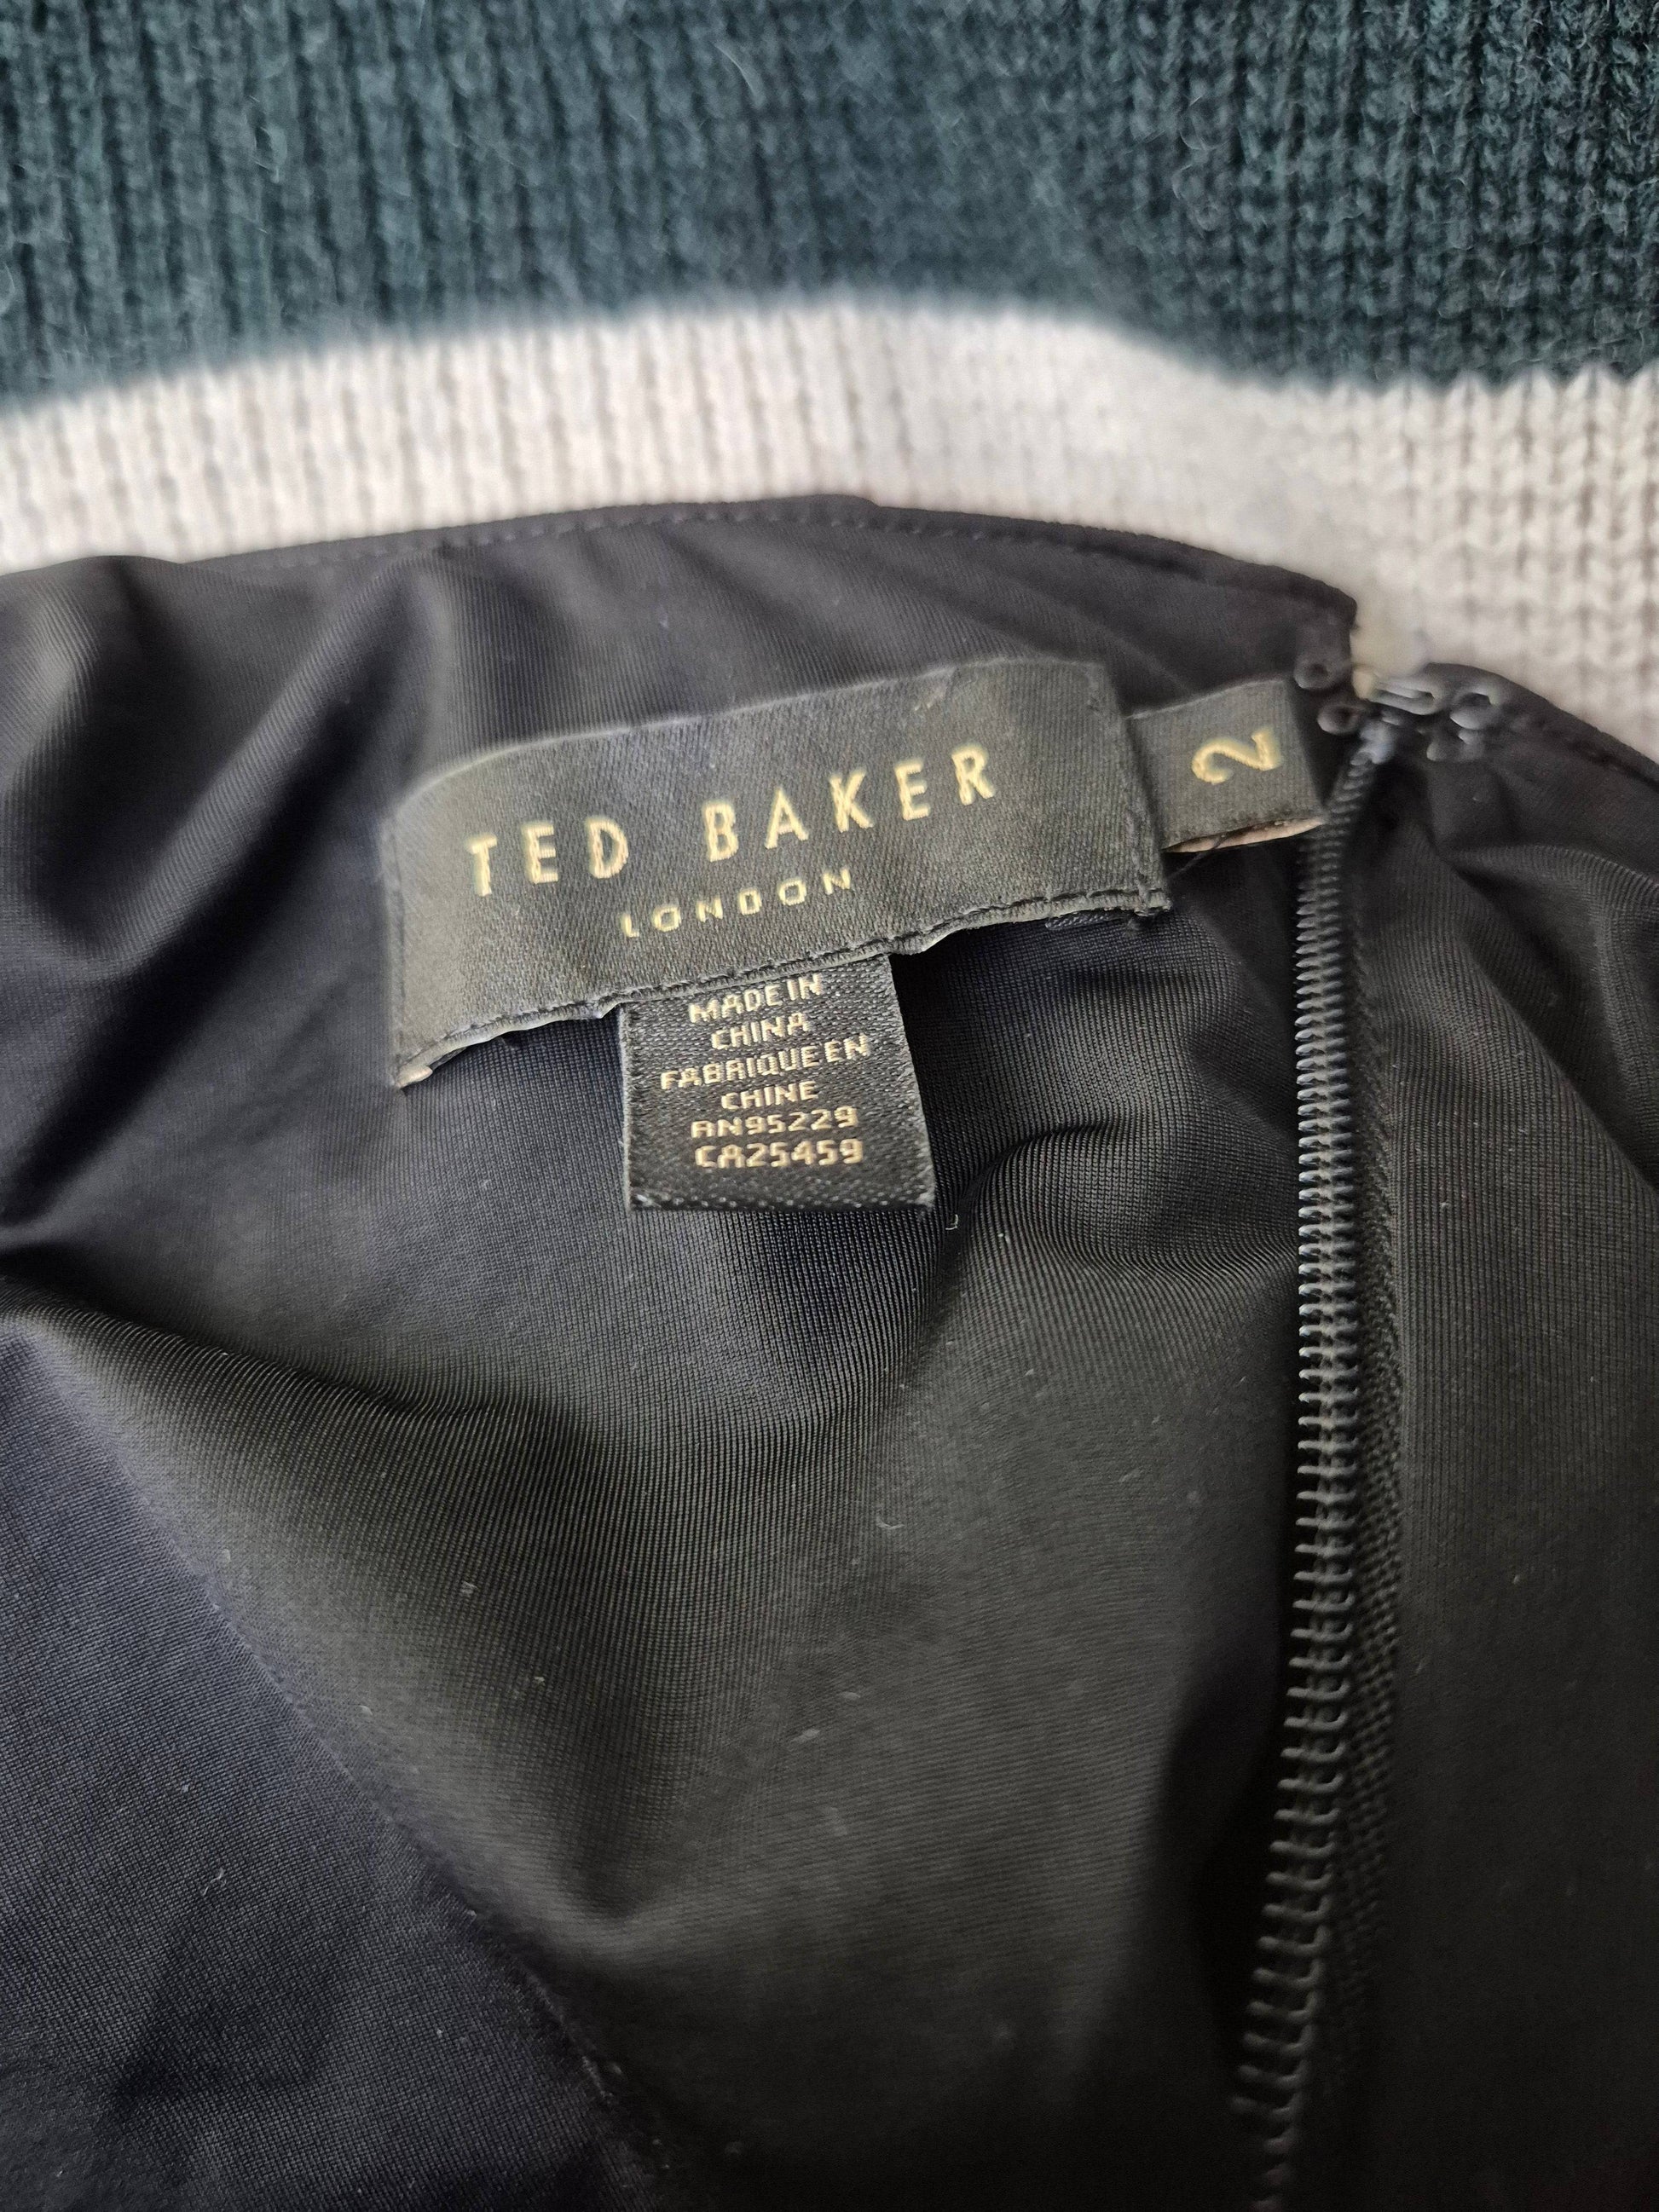 TED BAKER
LONDON
2
MADE IN
CHINA
FABRIQUE EN
CHINE
RN95229
CA25459